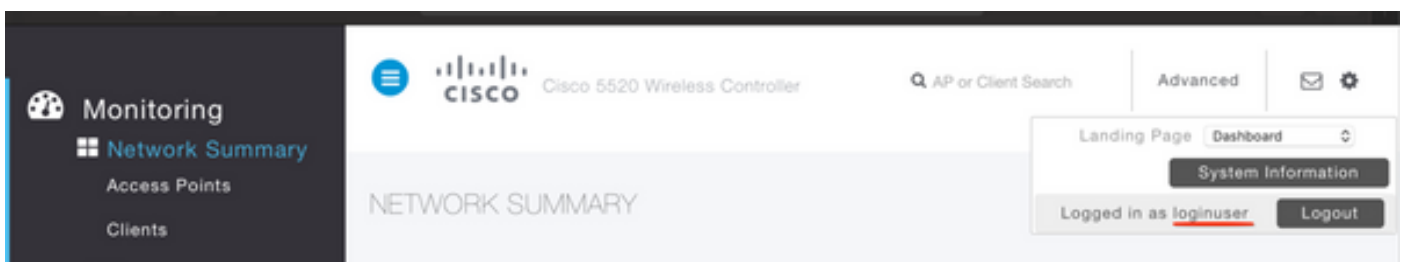 Monitoring
Network Summary
Access Points
Clients
CISCO Cisco 5520 Wireless Controller
AP or Client Search
Advanced
Landing Page Dashboard
System Information
Logged in as loginuser Logout
NETWORK SUMMARY